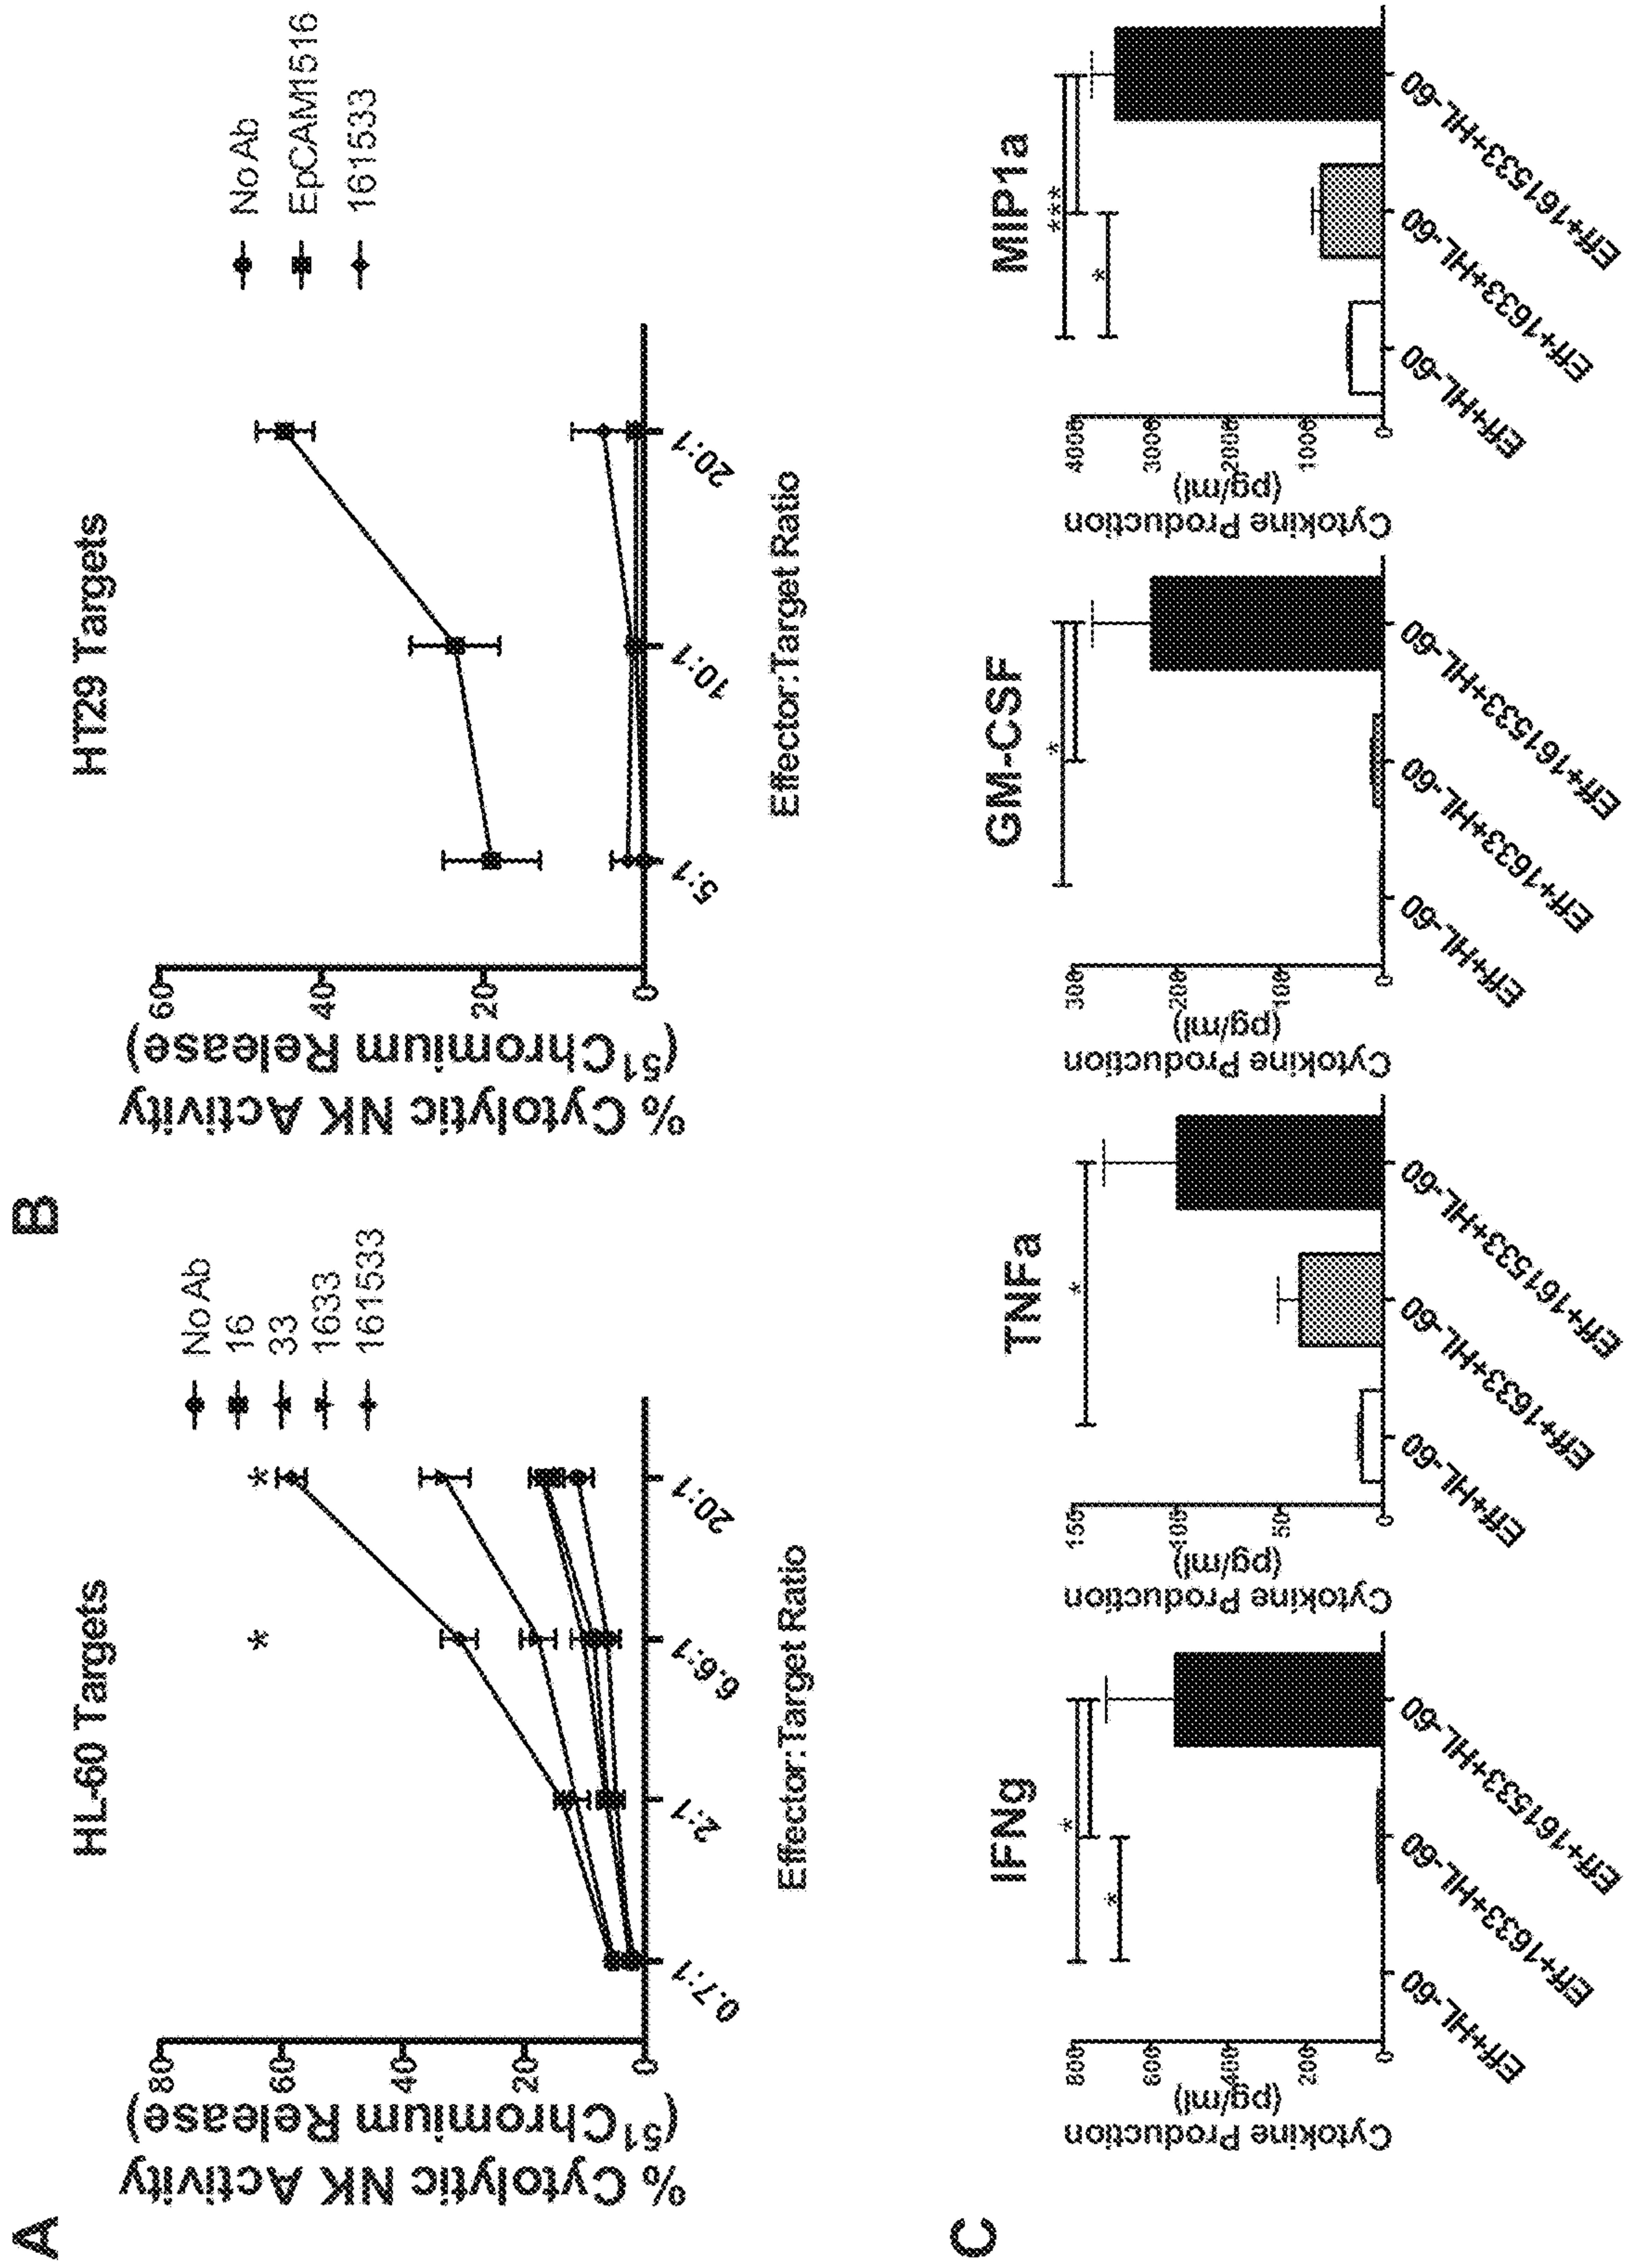 A
HL-60 Targets
% Cytolytic NK Activity
(51Chromium Release)
80
60
40
20
0
0.7:1
2:1
6.6:1
20:1
*
*
Effector:Target Ratio
No Ab
16
33
1633
161533
B
HT29 Targets
% Cytolytic NK Activity
(51Chromium Release)
60
40
20
0
5:1
10:1
20:1
Effector:Target Ratio
No Ab
EpCAM1516
161533
C
IFNg
Cytokine Production
(pg/ml)
800
600
400
200
0
*
*
Eff+HL-60
Eff+1633+HL-60
Eff+161533+HL-60
TNFa
Cytokine Production
(pg/ml)
150
100
50
0
*
Eff+HL-60
Eff+1633+HL-60
Eff+161533+HL-60
GM-CSF
Cytokine Production
(pg/ml)
300
200
100
0
*
Eff+HL-60
Eff+1633+HL-60
Eff+161533+HL-60
MIP1a
Cytokine Production
(pg/ml)
4000
3000
2000
1000
0
***
*
Eff+HL-60
Eff+1633+HL-60
Eff+161533+HL-60